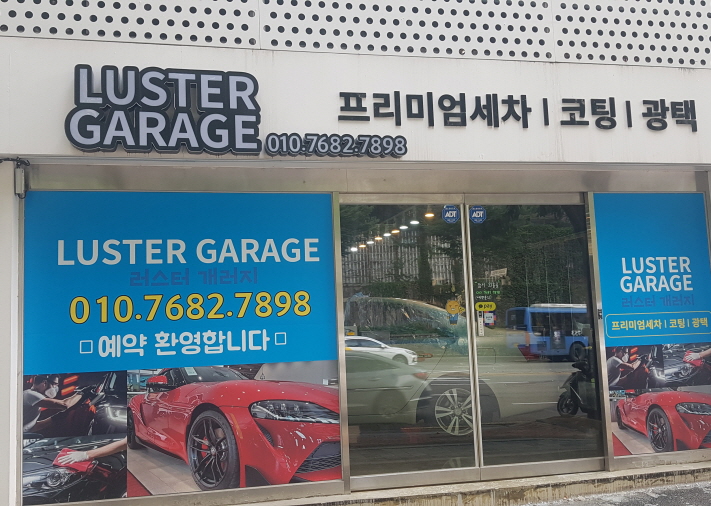 LUSTER
GARAGE
010.7682.7898
프리미엄세차 | 코팅 | 광택
LUSTER GARAGE
러스터 개러지
010.7682.7898
예약 환영합니다
ADT
ADT
LUSTER
GARAGE
러스터 개러지
프리미엄세차 | 코팅 | 광택